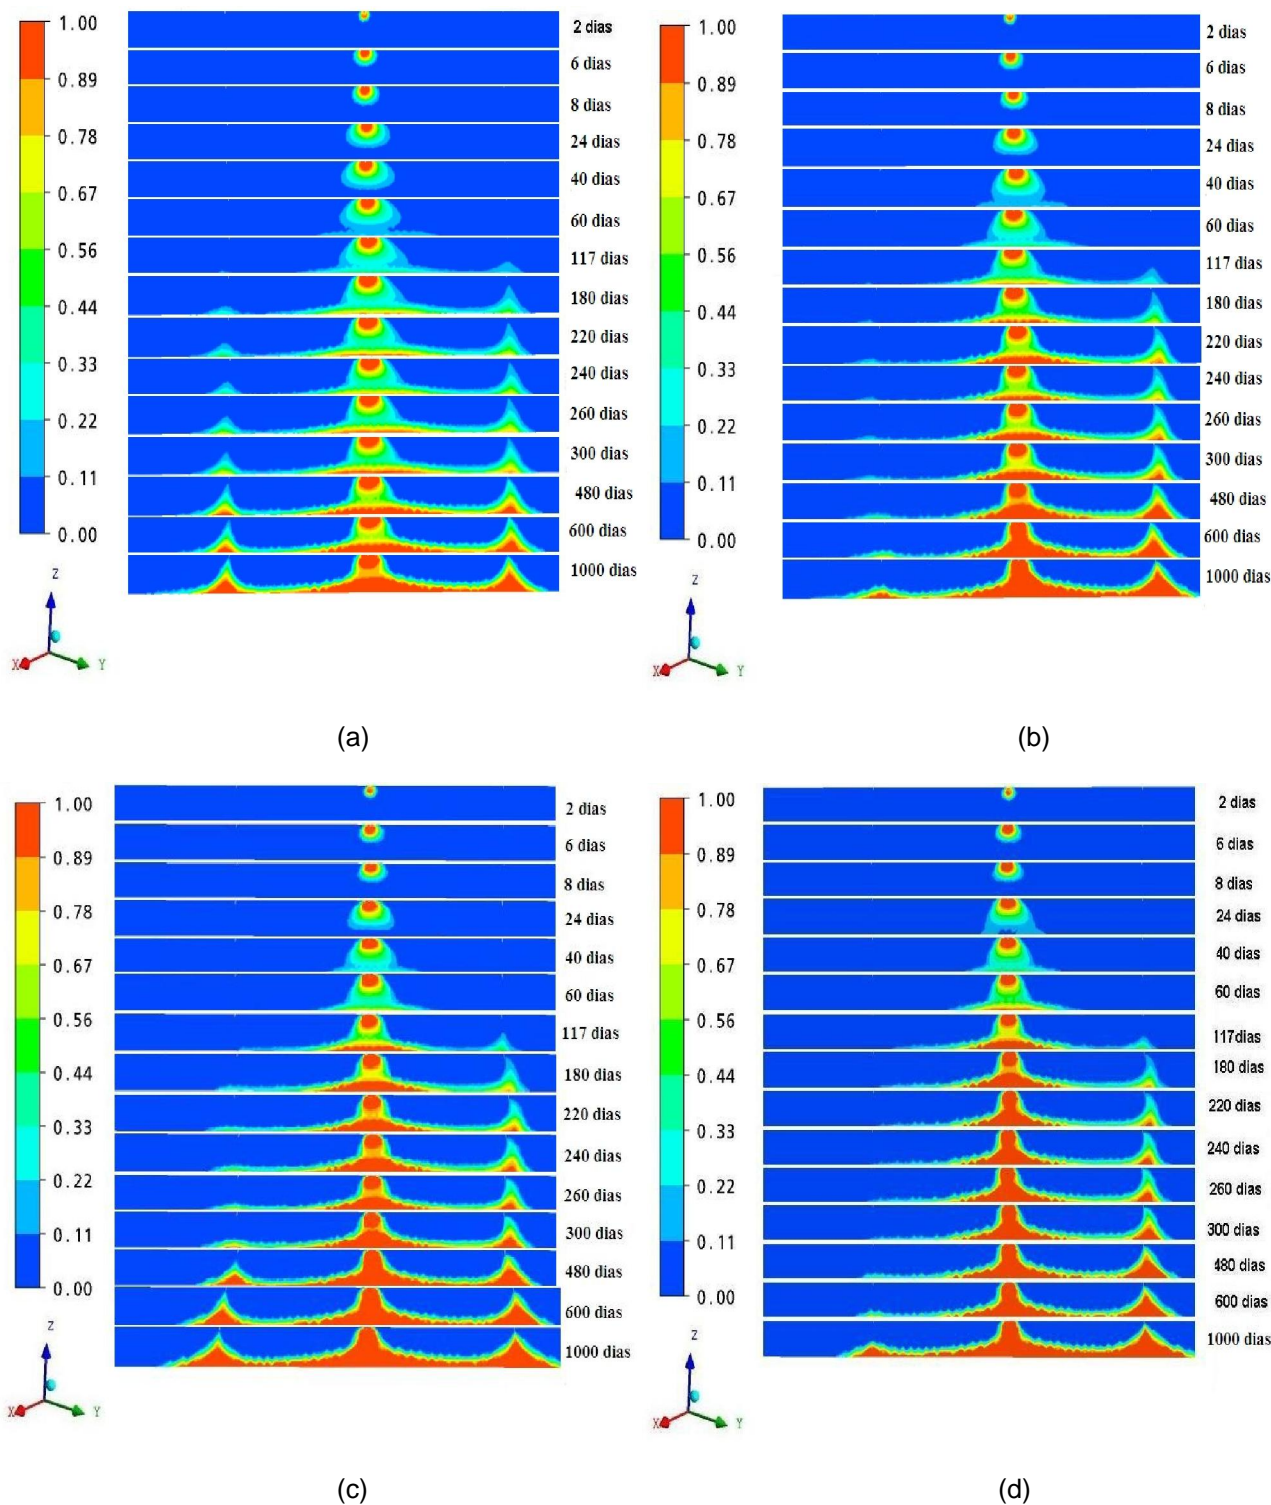 1.00
0.89
0.78
0.67
0.56
0.44
0.33
0.22
0.11
0.00
Z
X
Y
2 dias
6 dias
8 dias
24 dias
40 dias
60 dias
117 dias
180 dias
220 dias
240 dias
260 dias
300 dias
480 dias
600 dias
1000 dias
(a)
1.00
0.89
0.78
0.67
0.56
0.44
0.33
0.22
0.11
0.00
Z
X
Y
2 dias
6 dias
8 dias
24 dias
40 dias
60 dias
117 dias
180 dias
220 dias
240 dias
260 dias
300 dias
480 dias
600 dias
1000 dias
(b)
1.00
0.89
0.78
0.67
0.56
0.44
0.33
0.22
0.11
0.00
Z
X
Y
2 dias
6 dias
8 dias
24 dias
40 dias
60 dias
117 dias
180 dias
220 dias
240 dias
260 dias
300 dias
480 dias
600 dias
1000 dias
(c)
1.00
0.89
0.78
0.67
0.56
0.44
0.33
0.22
0.11
0.00
Z
X
Y
2 dias
6 dias
8 dias
24 dias
40 dias
60 dias
117dias
180 dias
220 dias
240 dias
260 dias
300 dias
480 dias
600 dias
1000 dias
(d)